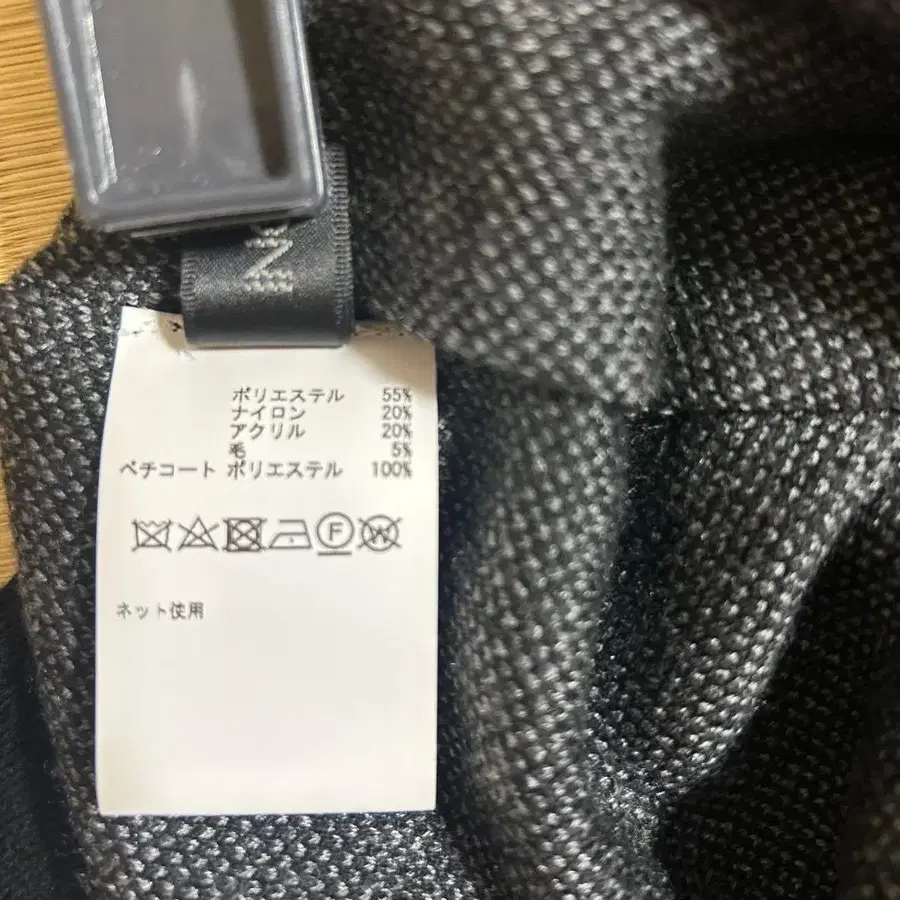 ポリエステル 55%
ナイロン 20%
アクリル 20%
毛 5%
ペチコート ポリエステル 100%
F W
ネット使用